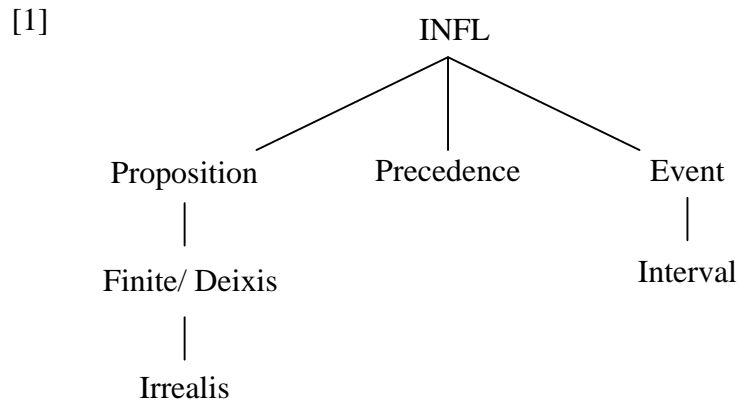 [1]
INFL
Proposition Precedence Event
Finite/ Deixis Interval
Irrealis